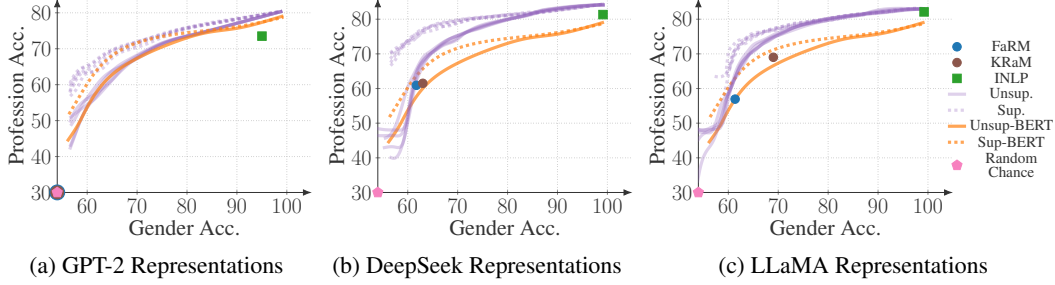 Profession Acc.
80
70
60
50
40
30
60
70
80
90
100
Gender Acc.
(a) GPT-2 Representations
Profession Acc.
80
70
60
50
40
30
60
70
80
90
100
Gender Acc.
(b) DeepSeek Representations
Profession Acc.
80
70
60
50
40
30
60
70
80
90
100
Gender Acc.
(c) LLaMA Representations
FaRM
KRaM
INLP
Unsup.
Sup.
Unsup-BERT
Sup-BERT
Random
Chance